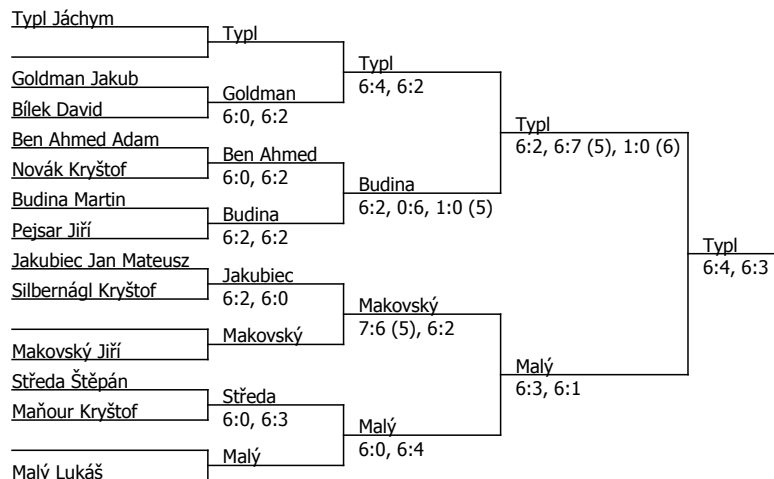 Typl Jáchym
Typl
Typl
6:4, 6:2
Goldman Jakub
Goldman
6:0, 6:2
Bílek David
Typl
6:2, 6:7 (5), 1:0 (6)
Ben Ahmed Adam
Ben Ahmed
6:0, 6:2
Novák Kryštof
Budina
6:2, 0:6, 1:0 (5)
Budina Martin
Budina
6:2, 6:2
Pejsar Jiří
Typl
6:4, 6:3
Jakubiec Jan Mateusz
Jakubiec
6:2, 6:0
Silbernágl Kryštof
Makovský
7:6 (5), 6:2
Makovský
Makovský Jiří
Malý
6:3, 6:1
Středa Štěpán
Středa
6:0, 6:3
Maňour Kryštof
Malý
6:0, 6:4
Malý
Malý Lukáš